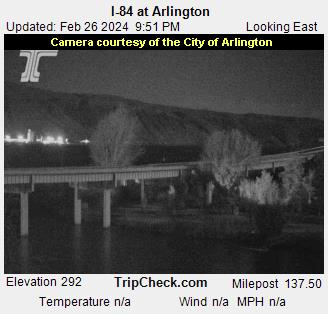 I-84 at Arlington
Updated: Feb 26 2024 9:51 PM Looking East
Camera courtesy of the City of Arlington
Elevation 292 TripCheck.com Milepost 137.50
Temperature n/a Wind n/a MPH n/a